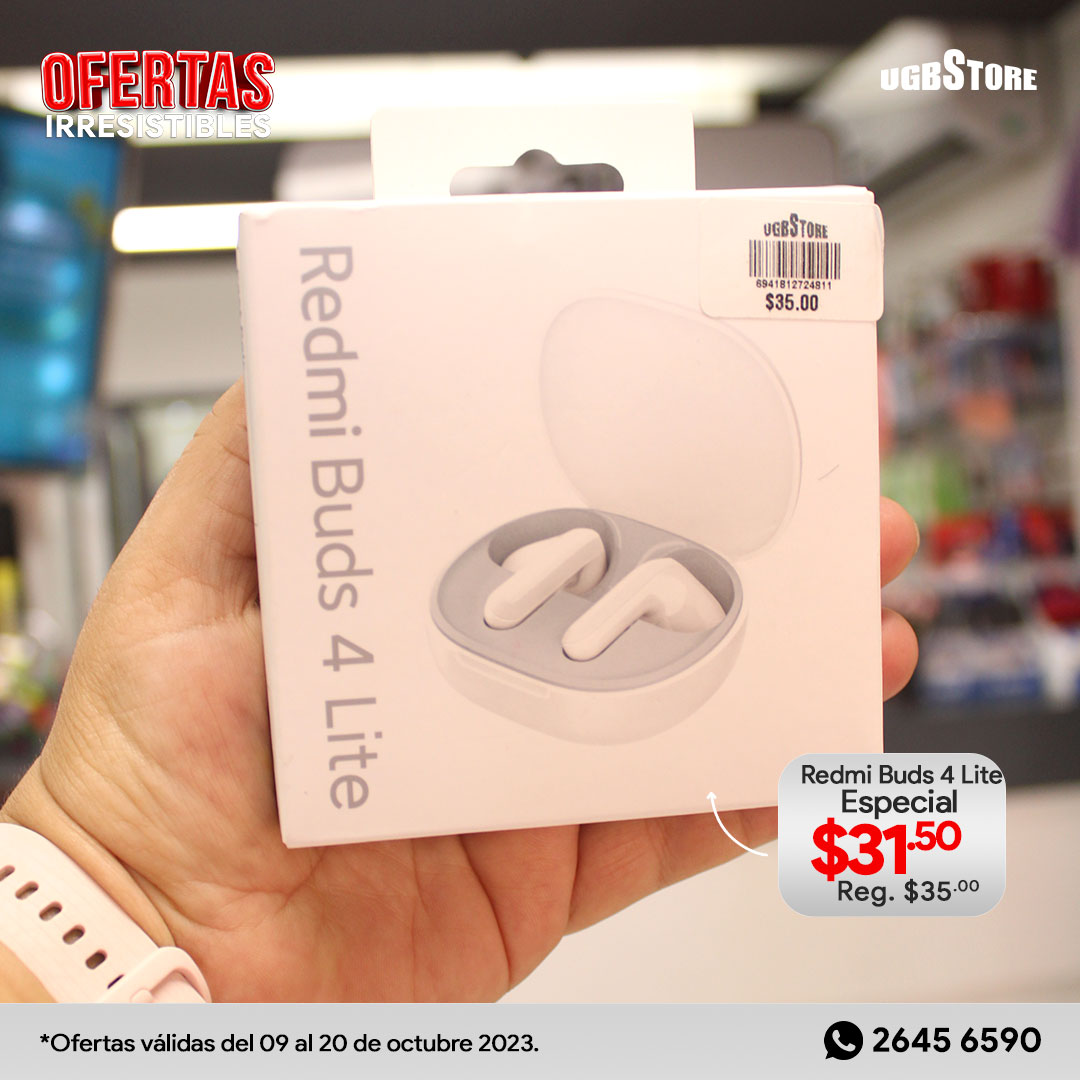 OFERTAS
IRRESISTIBLES
UGBSTORE
UGBSTORE
6941812724811
$35.00
Redmi Buds 4 Lite
Redmi Buds 4 Lite
Especial
$31.50
Reg. $35.00
*Ofertas válidas del 09 al 20 de octubre 2023.
2645 6590